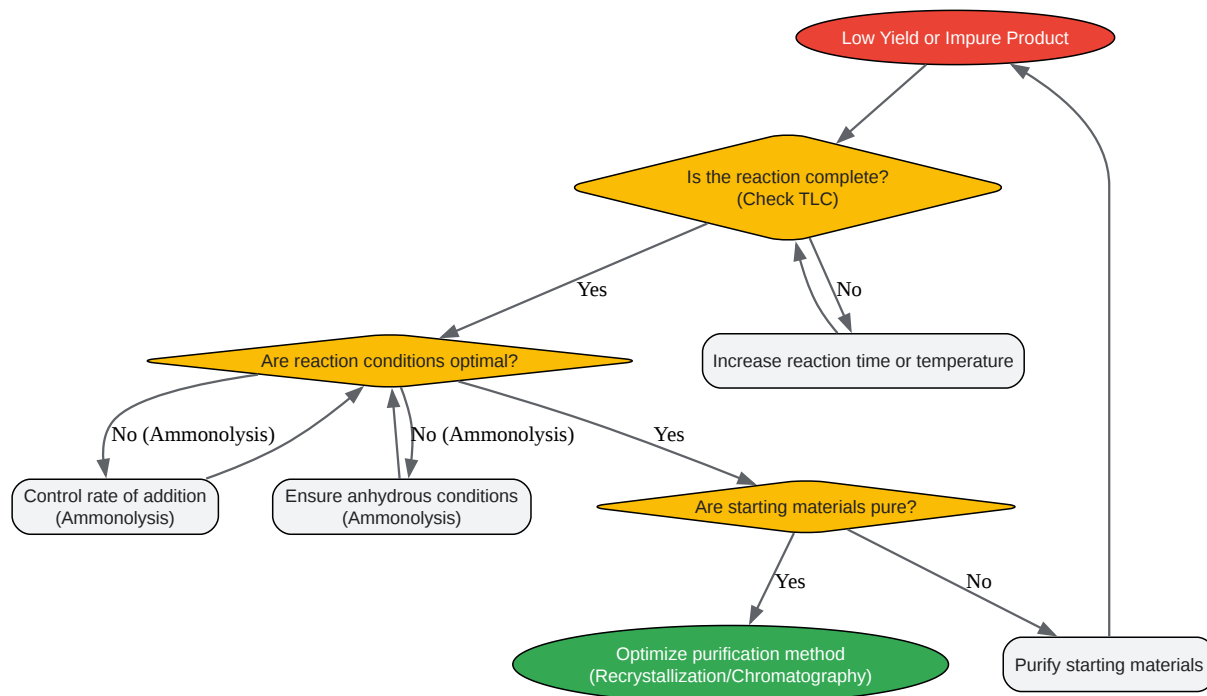 Low Yield or Impure Product
Is the reaction complete?
(Check TLC)
Yes
No
Are reaction conditions optimal?
Increase reaction time or temperature
No (Ammonolysis)
No (Ammonolysis)
Yes
Control rate of addition
(Ammonolysis)
Ensure anhydrous conditions
(Ammonolysis)
Are starting materials pure?
Yes
No
Optimize purification method
(Recrystallization/Chromatography)
Purify starting materials